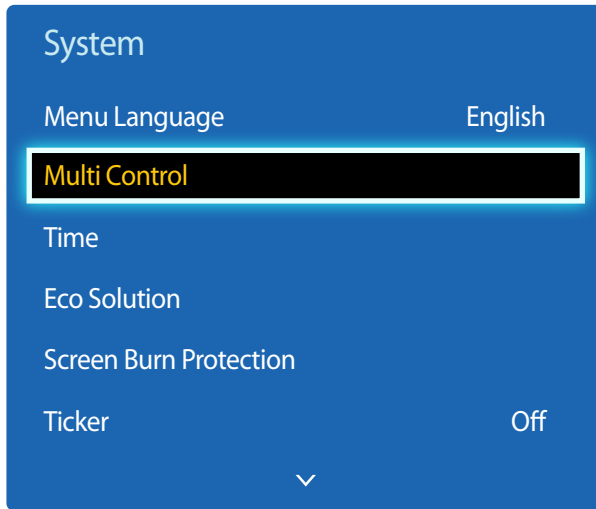 System
Menu Language English
Multi Control
Time
Eco Solution
Screen Burn Protection
Ticker Off